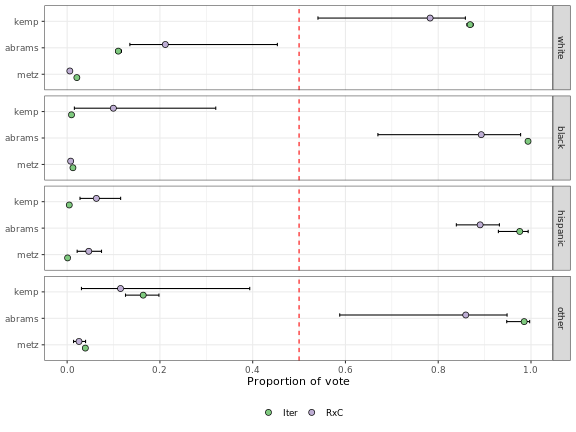 kemp
abrams
metz
white
kemp
abrams
metz
black
kemp
abrams
metz
hispanic
kemp
abrams
metz
other
0.0 0.2 0.4 0.6 0.8 1.0
Proportion of vote
Iter RxC